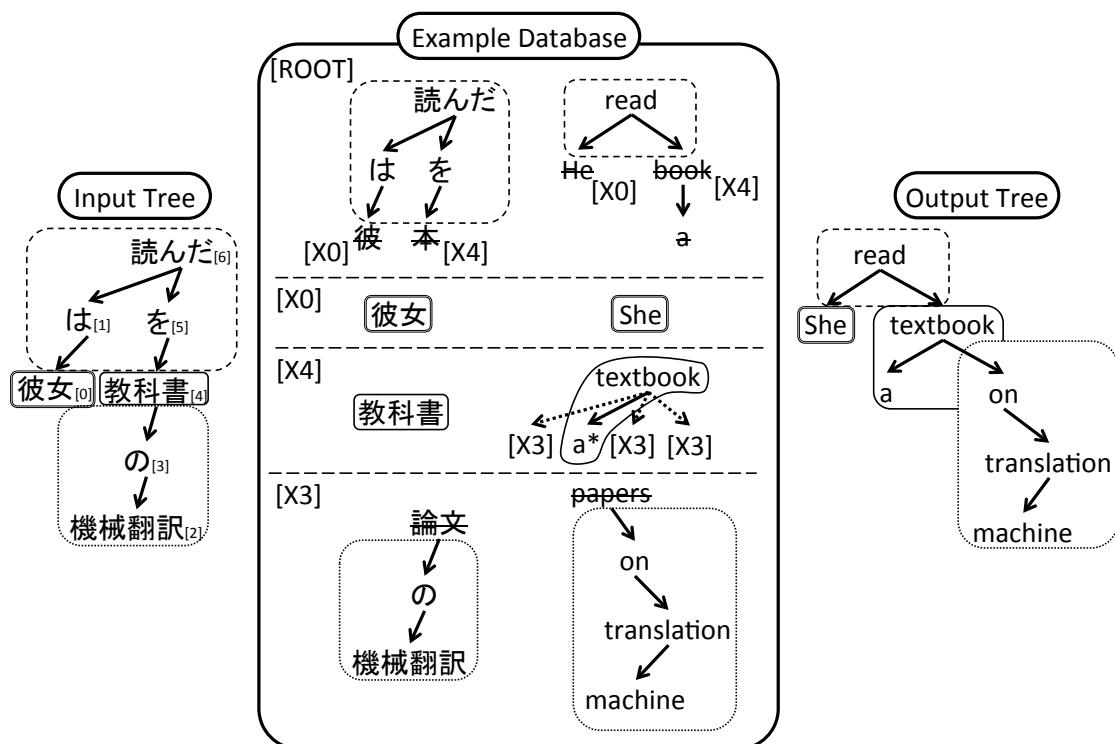 Example Database
[ROOT]
読んだ
は を
[X0] 彼 本 [X4]
read
He [X0] book [X4]
a
[X0]
彼女 She
[X4]
教科書
textbook
[X3] a* [X3] [X3]
[X3]
論文
の
機械翻訳
papers
on
translation
machine
Input Tree
読んだ[6]
は[1] を[5]
彼女[0] 教科書[4]
の[3]
機械翻訳[2]
Output Tree
read
She textbook
a on
translation
machine